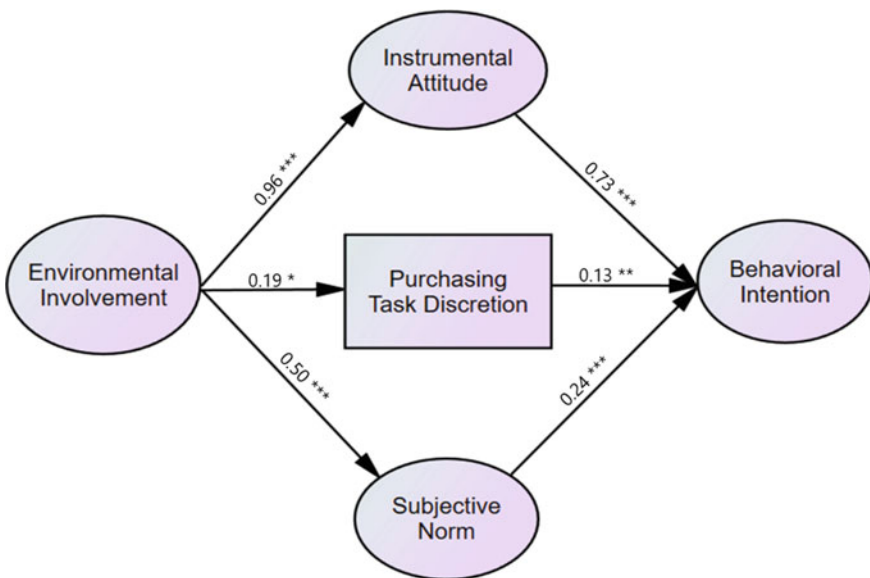 Instrumental
Attitude
0.96 ***
0.73 ***
Environmental
Involvement
0.19 *
Purchasing
Task Discretion
0.13 **
Behavioral
Intention
0.50 ***
0.24 ***
Subjective
Norm